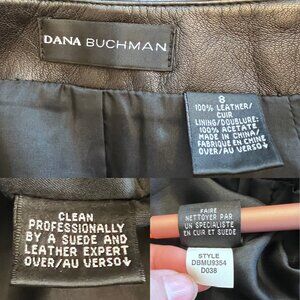 DANA BUCHMAN
8
100% LEATHER/
CUIR
LINING/DOUBLURE:
100% ACETATE
MADE IN CHINA/
FABRIQUE EN CHINE
OVER/AU VERSO↓
CLEAN
PROFESSIONALLY
BY A SUEDE AND
LEATHER EXPERT
OVER/AU VERSO↓
FAIRE
NETTOYER PAR
UN SPECIALISTE
EN CUIR ET SUEDE
STYLE
DBMU9354
D038